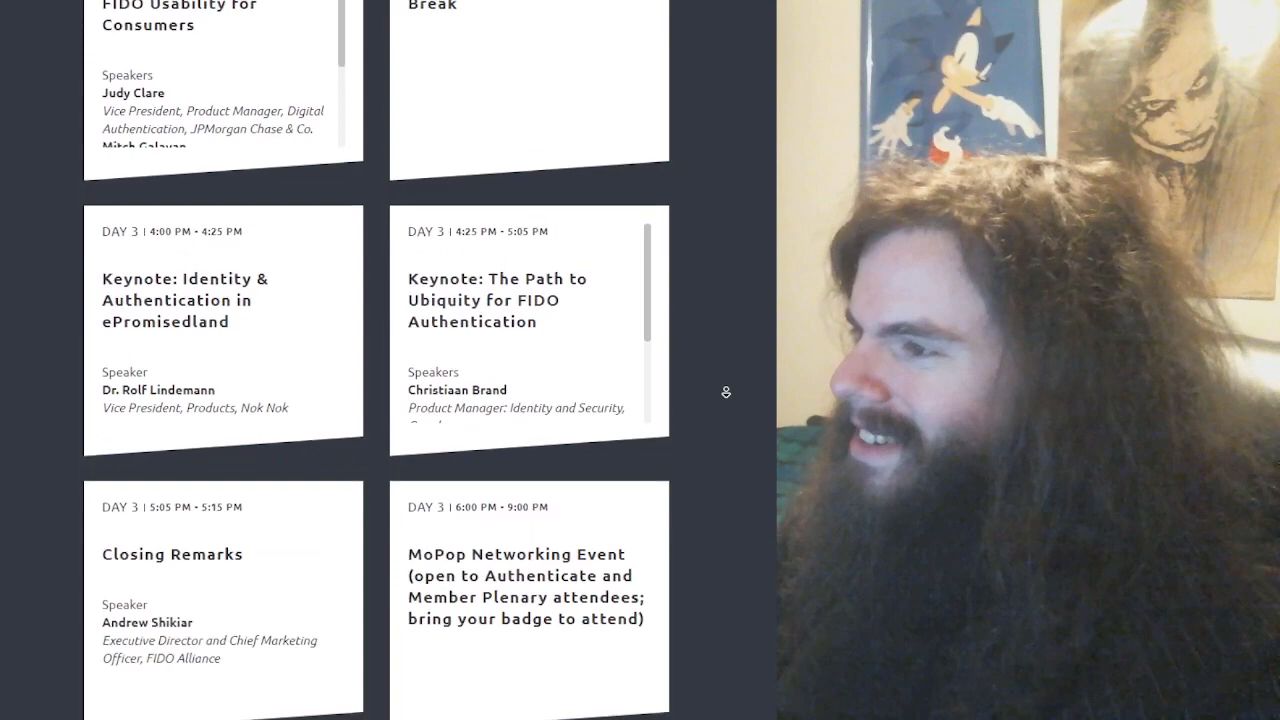 FIDO Usability for
Consumers
Speakers
Judy Clare
Vice President, Product Manager, Digital
Authentication, JPMorgan Chase & Co.
Mitch Galavan
Break
DAY 3 | 4:00 PM - 4:25 PM
Keynote: Identity &
Authentication in
ePromisedland
Speaker
Dr. Rolf Lindemann
Vice President, Products, Nok Nok
DAY 3 | 4:25 PM - 5:05 PM
Keynote: The Path to
Ubiquity for FIDO
Authentication
Speakers
Christiaan Brand
Product Manager: Identity and Security,
DAY 3 | 5:05 PM - 5:15 PM
Closing Remarks
Speaker
Andrew Shikiar
Executive Director and Chief Marketing
Officer, FIDO Alliance
DAY 3 | 6:00 PM - 9:00 PM
MoPop Networking Event
(open to Authenticate and
Member Plenary attendees;
bring your badge to attend)